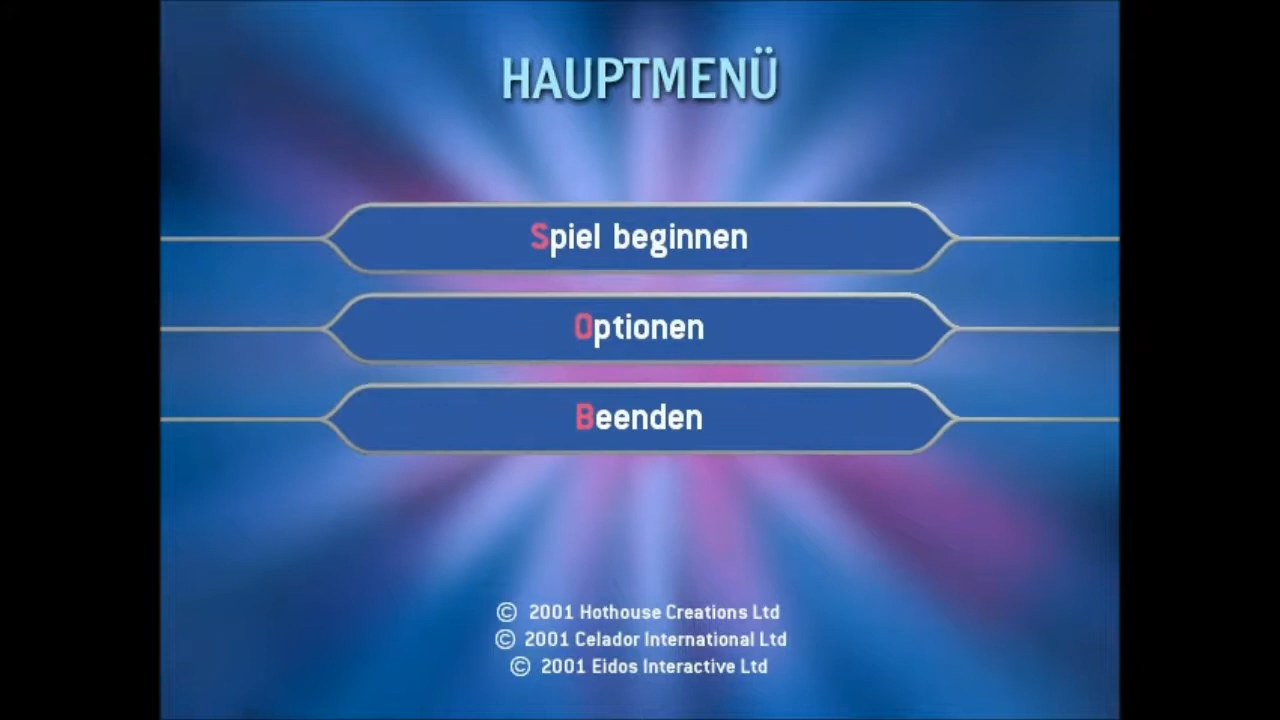 HAUPTMENÜ
Spiel beginnen
Optionen
Beenden
© 2001 Hothouse Creations Ltd
© 2001 Celador International Ltd
© 2001 Eidos Interactive Ltd